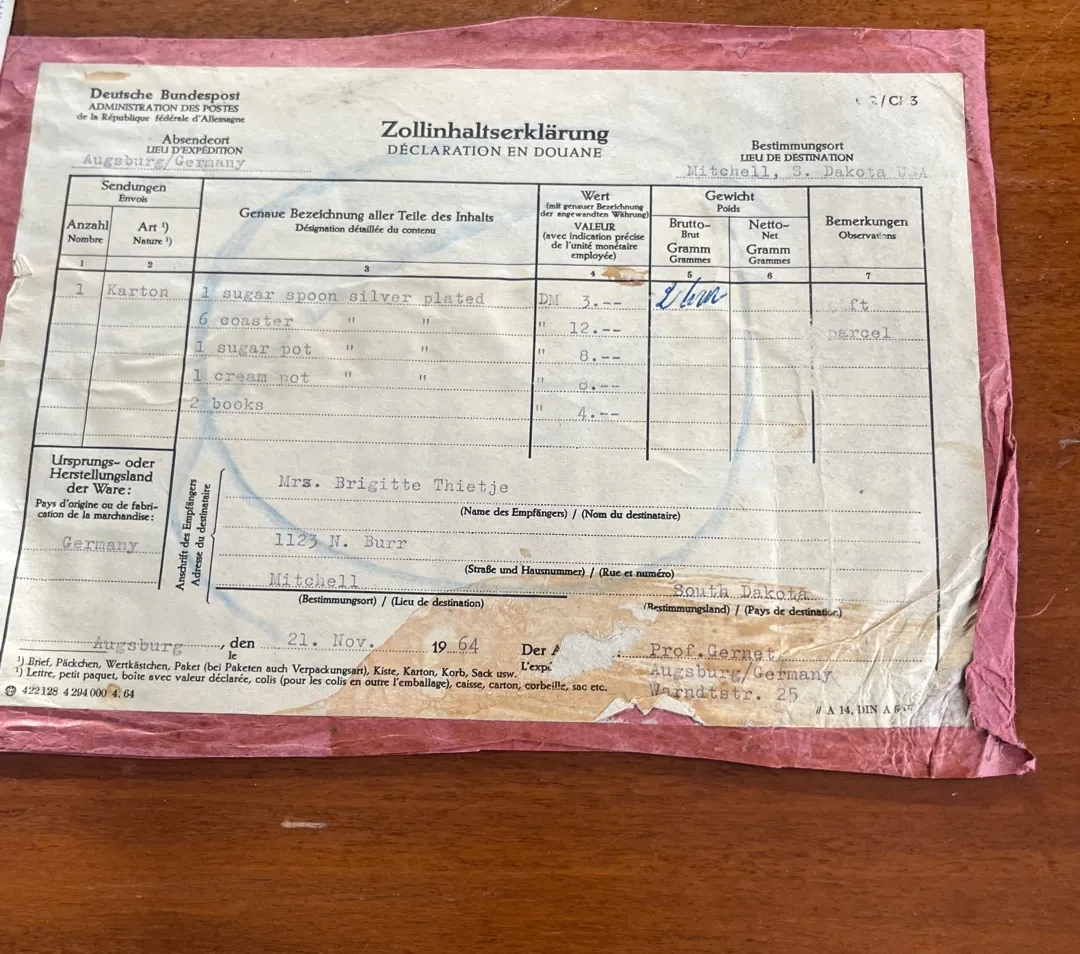 Deutsche Bundespost
ADMINISTRATION DES POSTES
de la République fédérale d'Allemagne
2/CP 3
Zollinhaltserklärung
DÉCLARATION EN DOUANE
Absendeort
LIEU D'EXPÉDITION
Augsburg/Germany
Bestimmungsort
LIEU DE DESTINATION
Mitchell, S. Dakota USA
Sendungen
Envois
Anzahl
Nombre
Art ¹)
Nature ¹)
Genaue Bezeichnung aller Teile des Inhalts
Désignation détaillée du contenu
Wert
(mit genauer Bezeichnung
der angewandten Währung)
VALEUR
(avec indication précise
de l'unité monétaire
employée)
Gewicht
Poids
Brutto-
Brut
Gramm
Grammes
Netto-
Net
Gramm
Grammes
Bemerkungen
Observations
1 2 3 4 5 6 7
1 Karton 1 sugar spoon silver plated DM 3.--
6 coaster " " " 12.-- parcel
1 sugar pot " " " 8.--
1 cream pot " " "
2 books " 4.--
Ursprungs- oder
Herstellungsland
der Ware:
Pays d'origine ou de fabri-
cation de la marchandise:
Germany
Anschrift des Empfängers
Adresse du destinataire
Mrs. Brigitte Thietje
(Name des Empfängers) / (Nom du destinataire)
1123 N. Burr
(Straße und Hausnummer) / (Rue et numéro)
Mitchell South Dakota
(Bestimmungsort) / (Lieu de destination) (Bestimmungsland) / (Pays de destination)
Augsburg, den 21. Nov. 19 64
le
Der
L'expé
Prof.Gernet
Augsburg/Germany
Warndtstr. 25
¹) Brief, Päckchen, Wertkästchen, Paket (bei Paketen auch Verpackungsart), Kiste, Karton, Korb, Sack usw.
¹) Lettre, petit paquet, boîte avec valeur déclarée, colis (pour les colis en outre l'emballage), caisse, carton, corbeille, sac etc.
422128 4 294 000 4. 64
A 14, DIN A 5